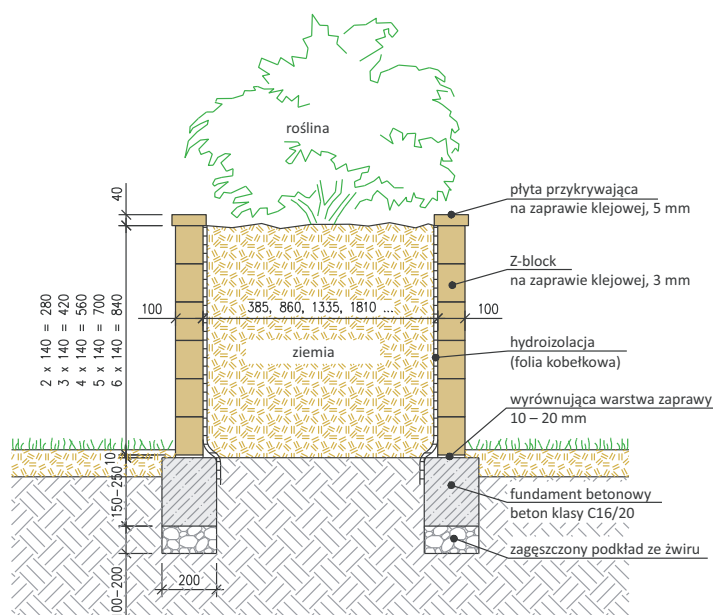 roślina
płyta przykrywająca
na zaprawie klejowej, 5 mm
Z-block
na zaprawie klejowej, 3 mm
hydroizolacja
(folia kobełkowa)
wyrównująca warstwa zaprawy
10 – 20 mm
fundament betonowy
beton klasy C16/20
zagęszczony podkład ze żwiru
40
2 x 140 = 280
3 x 140 = 420
4 x 140 = 560
5 x 140 = 700
6 x 140 = 840
100
385, 860, 1335, 1810 ...
100
ziemia
10
150–250
00–200
200